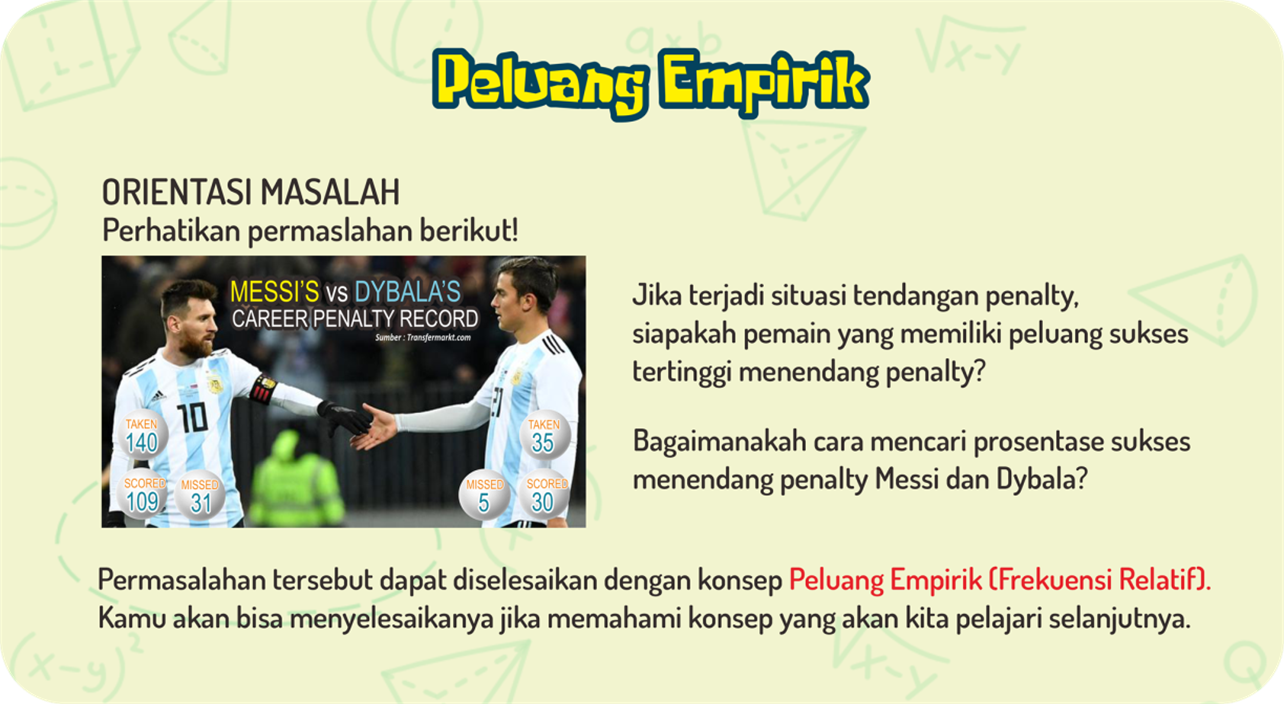 Peluang Empirik
ORIENTASI MASALAH
Perhatikan permaslahan berikut!
MESSI'S vs DYBALA'S
CAREER PENALTY RECORD
Sumber : Transfermarkt.com
10
21
TAKEN
140
SCORED
109
MISSED
31
TAKEN
35
MISSED
5
SCORED
30
Jika terjadi situasi tendangan penalty,
siapakah pemain yang memiliki peluang sukses
tertinggi menendang penalty?
Bagaimanakah cara mencari prosentase sukses
menendang penalty Messi dan Dybala?
Permasalahan tersebut dapat diselesaikan dengan konsep Peluang Empirik (Frekuensi Relatif).
Kamu akan bisa menyelesaikanya jika memahami konsep yang akan kita pelajari selanjutnya.
a×b
√x-y
(x-y)²
√x-y